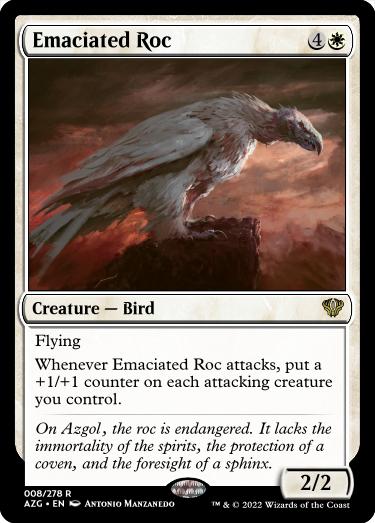 Emaciated Roc 4
Creature — Bird
Flying
Whenever Emaciated Roc attacks, put a
+1/+1 counter on each attacking creature
you control.
On Azgol, the roc is endangered. It lacks the
immortality of the spirits, the protection of a
coven, and the foresight of a sphinx.
2/2
008/278 R
AZG • EN Antonio Manzanedo ™ & © 2022 Wizards of the Coast